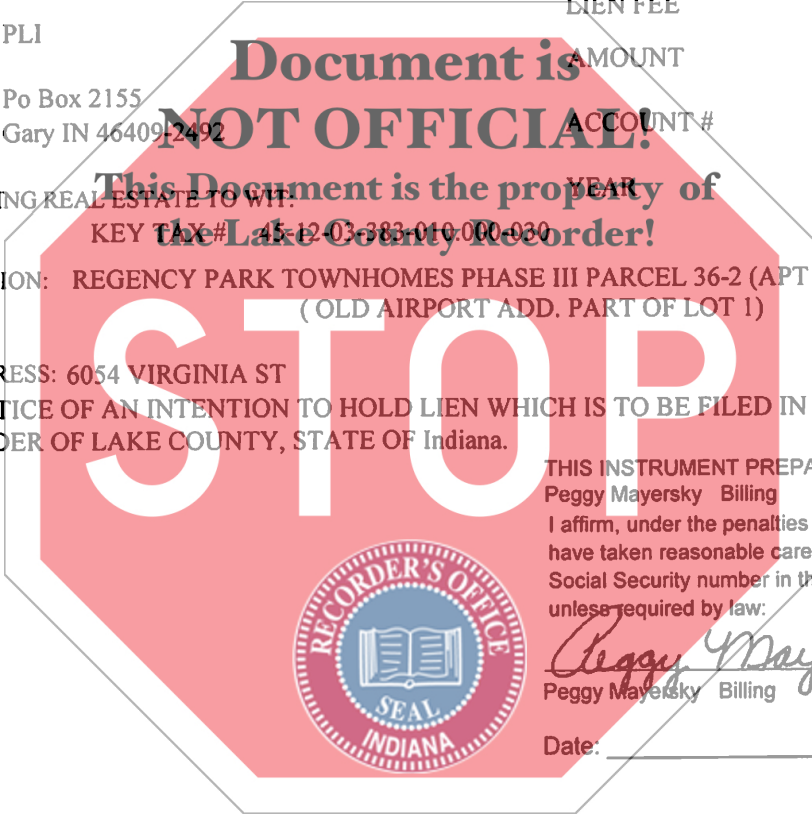 LIEN FEE
PLI
AMOUNT
Document is
Po Box 2155
NOT OFFICIAL!
ACCOUNT #
Gary IN 46409-2492
This Document is the property of
YEAR
NG REAL ESTATE TO WIT:
the Lake County Recorder!
KEY TAX# 45-12-03-383-010.000-030
ION: REGENCY PARK TOWNHOMES PHASE III PARCEL 36-2 (APT
( OLD AIRPORT ADD. PART OF LOT 1)
STOP
RESS: 6054 VIRGINIA ST
TICE OF AN INTENTION TO HOLD LIEN WHICH IS TO BE FILED IN
DER OF LAKE COUNTY, STATE OF Indiana.
THIS INSTRUMENT PREPA
Peggy Mayersky Billing
I affirm, under the penalties
have taken reasonable care
Social Security number in th
unless required by law:
RECORDER'S OFFICE
SEAL
INDIANA
Peggy May
Peggy Mayersky Billing
Date: